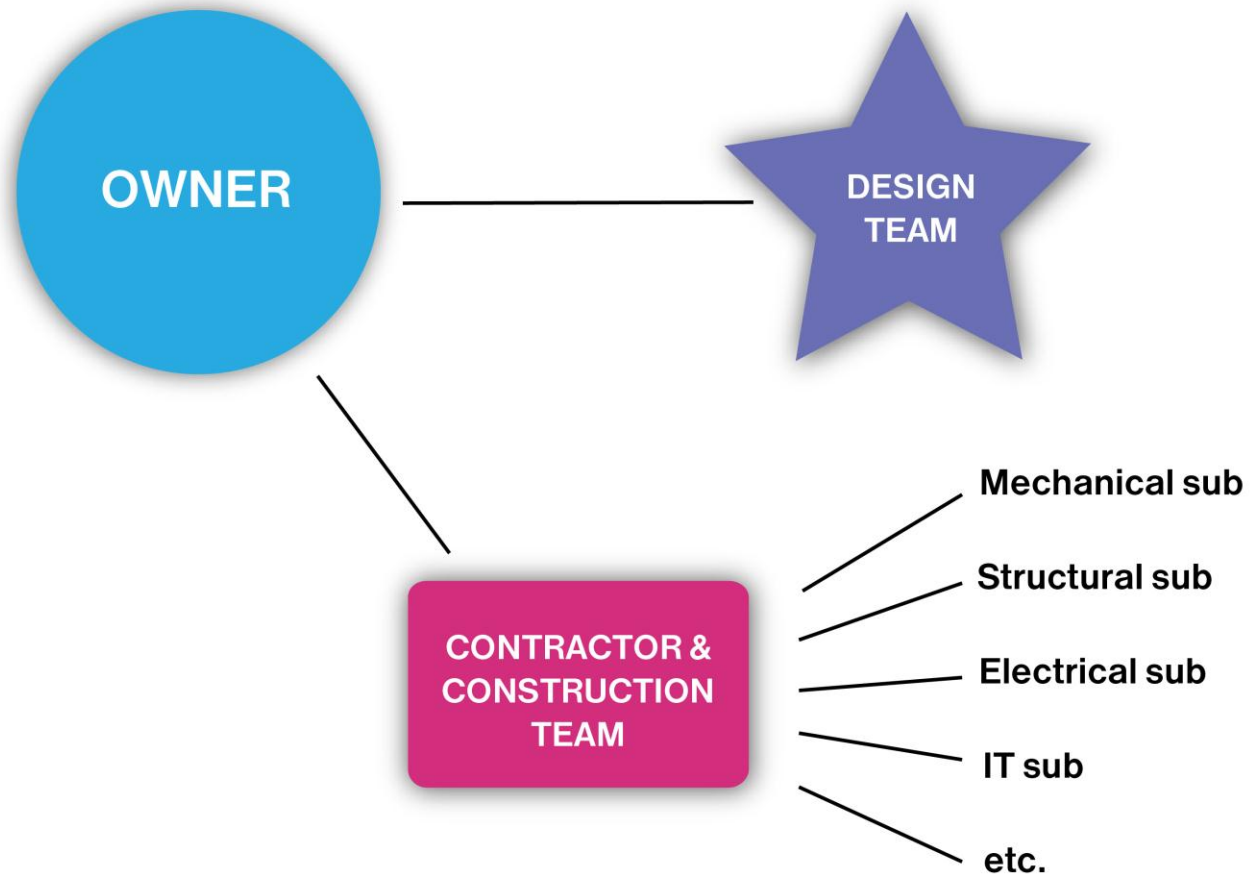 OWNER
DESIGN
TEAM
CONTRACTOR &
CONSTRUCTION
TEAM
Mechanical sub
Structural sub
Electrical sub
IT sub
etc.